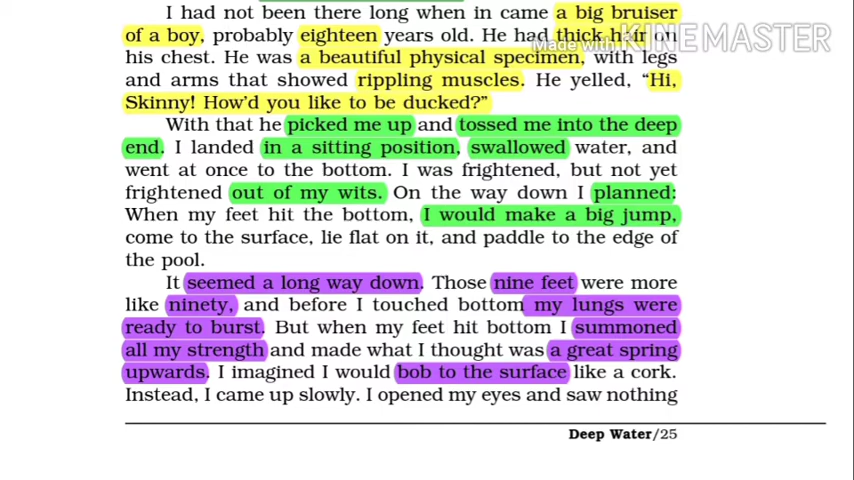 I had not been there long when in came a big bruiser
of a boy, probably eighteen years old. He had thick hair on
Made with KINEMASTER
his chest. He was a beautiful physical specimen, with legs
and arms that showed rippling muscles. He yelled, “Hi,
Skinny! How’d you like to be ducked?”
With that he picked me up and tossed me into the deep
end. I landed in a sitting position, swallowed water, and
went at once to the bottom. I was frightened, but not yet
frightened out of my wits. On the way down I planned:
When my feet hit the bottom, I would make a big jump,
come to the surface, lie flat on it, and paddle to the edge of
the pool.
It seemed a long way down. Those nine feet were more
like ninety, and before I touched bottom my lungs were
ready to burst. But when my feet hit bottom I summoned
all my strength and made what I thought was a great spring
upwards. I imagined I would bob to the surface like a cork.
Instead, I came up slowly. I opened my eyes and saw nothing
Deep Water/25